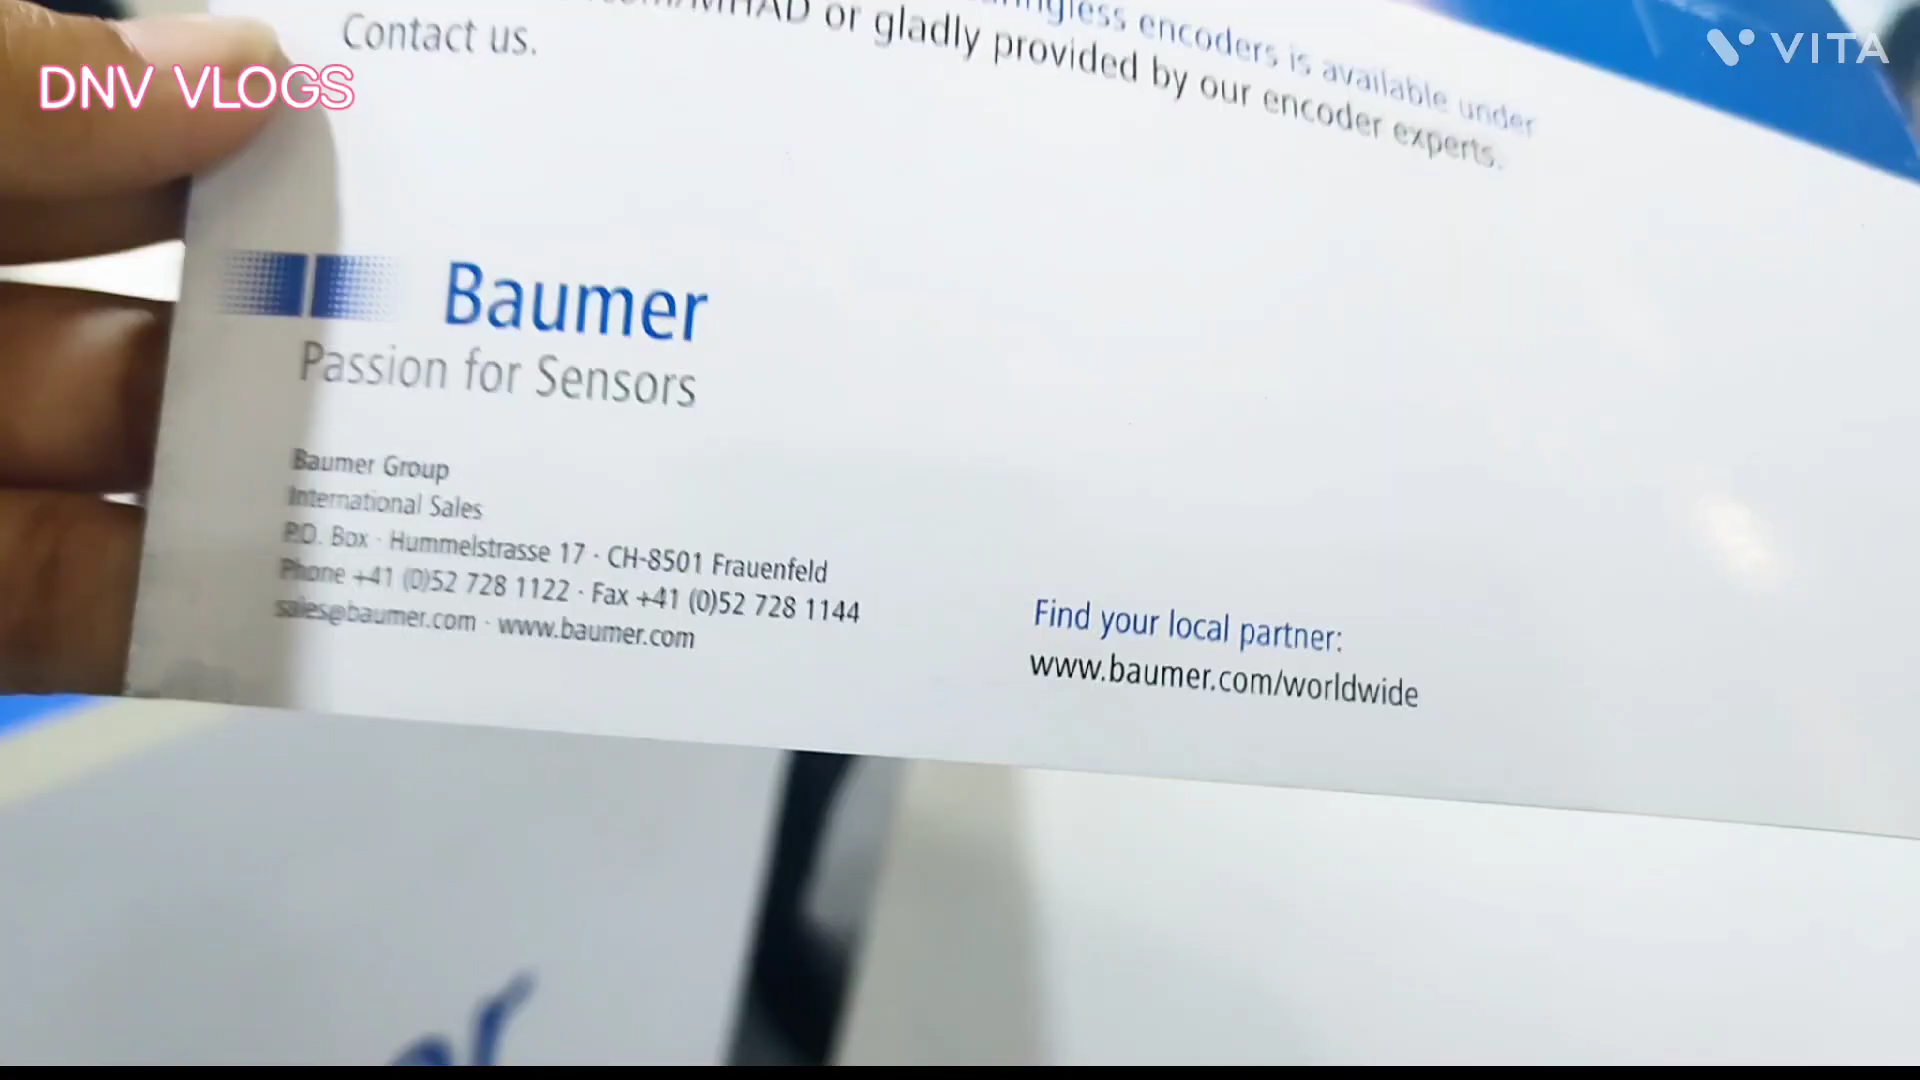 encoders is available under
or gladly provided by our encoder experts.
Contact us.
DNV VLOGS
VITA
Baumer
Passion for Sensors
Baumer Group
International Sales
P.O. Box · Hummelstrasse 17 · CH-8501 Frauenfeld
Phone +41 (0)52 728 1122 · Fax +41 (0)52 728 1144
sales@baumer.com · www.baumer.com
Find your local partner:
www.baumer.com/worldwide